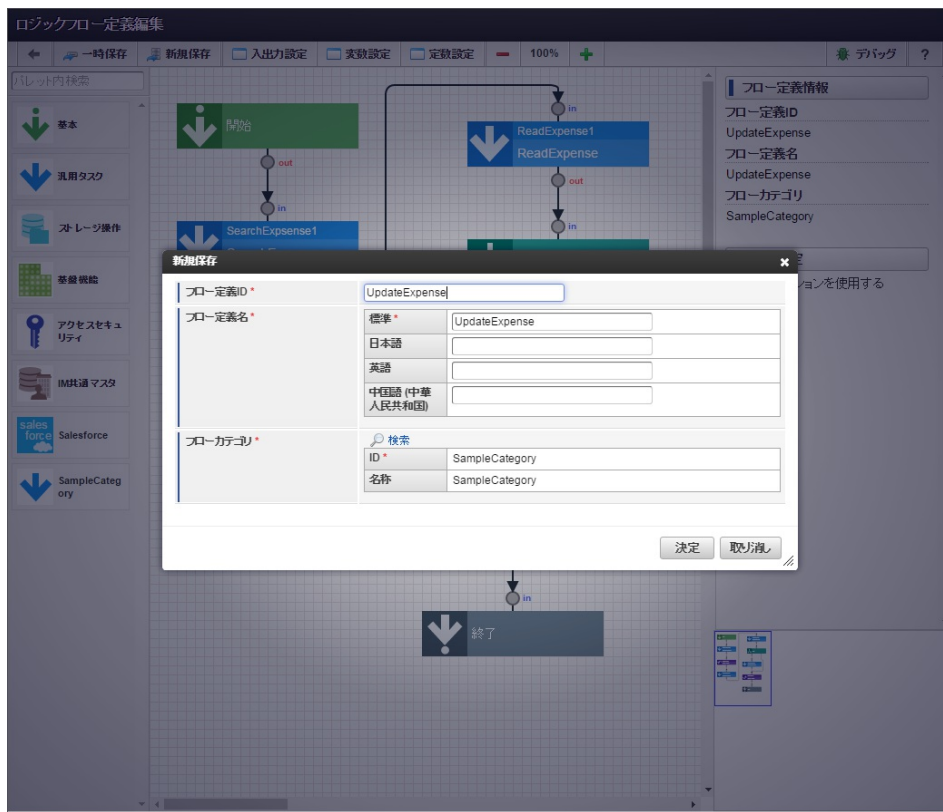 ロジックフロー定義編集
一時保存 新規保存 入出力設定 変数設定 定数設定 100% デバッグ ?
パレット内検索
基本
汎用タスク
ストレージ操作
基盤機能
アクセスセキュ
リティ
IM共通マスタ
sales
force
Salesforce
SampleCateg
ory
開始
out
in
SearchExpsense1
in
ReadExpense1
ReadExpense
out
in
フロー定義情報
フロー定義ID
UpdateExpense
フロー定義名
UpdateExpense
フローカテゴリ
SampleCategory
ョンを使用する
新規保存
フロー定義ID *
UpdateExpense
フロー定義名 *
標準 *
UpdateExpense
日本語
英語
中国語 (中華
人民共和国)
フローカテゴリ *
検索
ID *
SampleCategory
名称
SampleCategory
決定
取り消し
in
終了